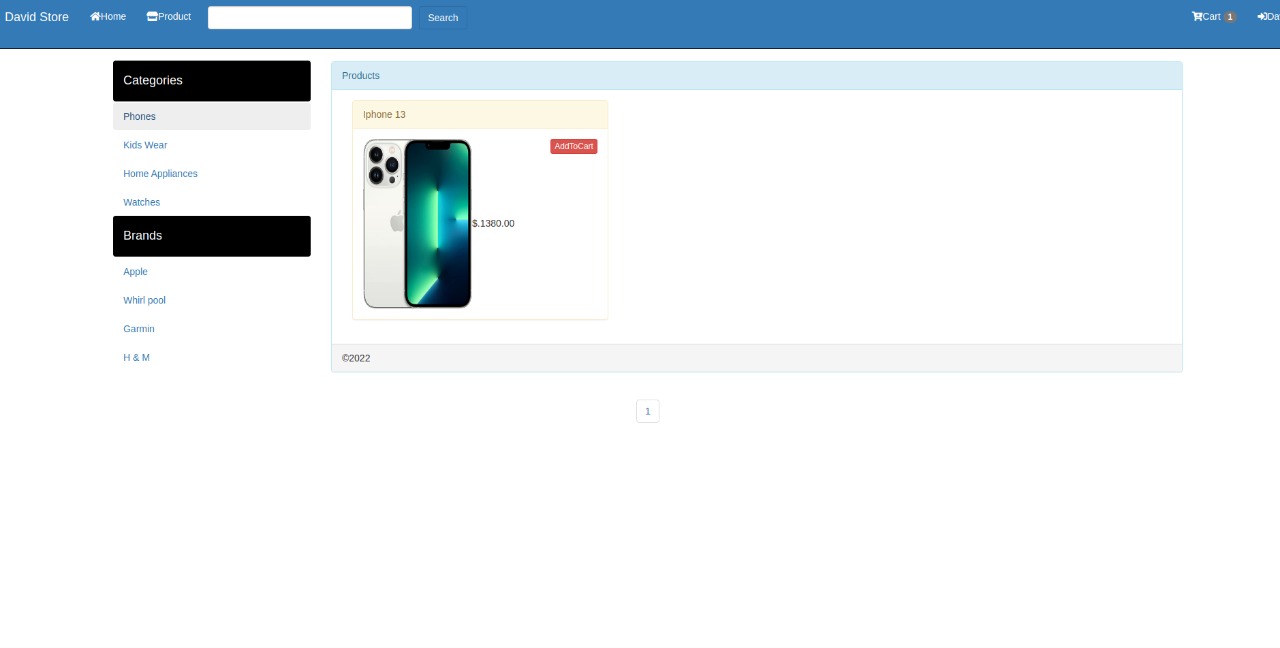 David Store Home Product Search Cart 1 Da
Categories
Phones
Kids Wear
Home Appliances
Watches
Brands
Apple
Whirl pool
Garmin
H & M
Products
Iphone 13
AddToCart
$.1380.00
©2022
1